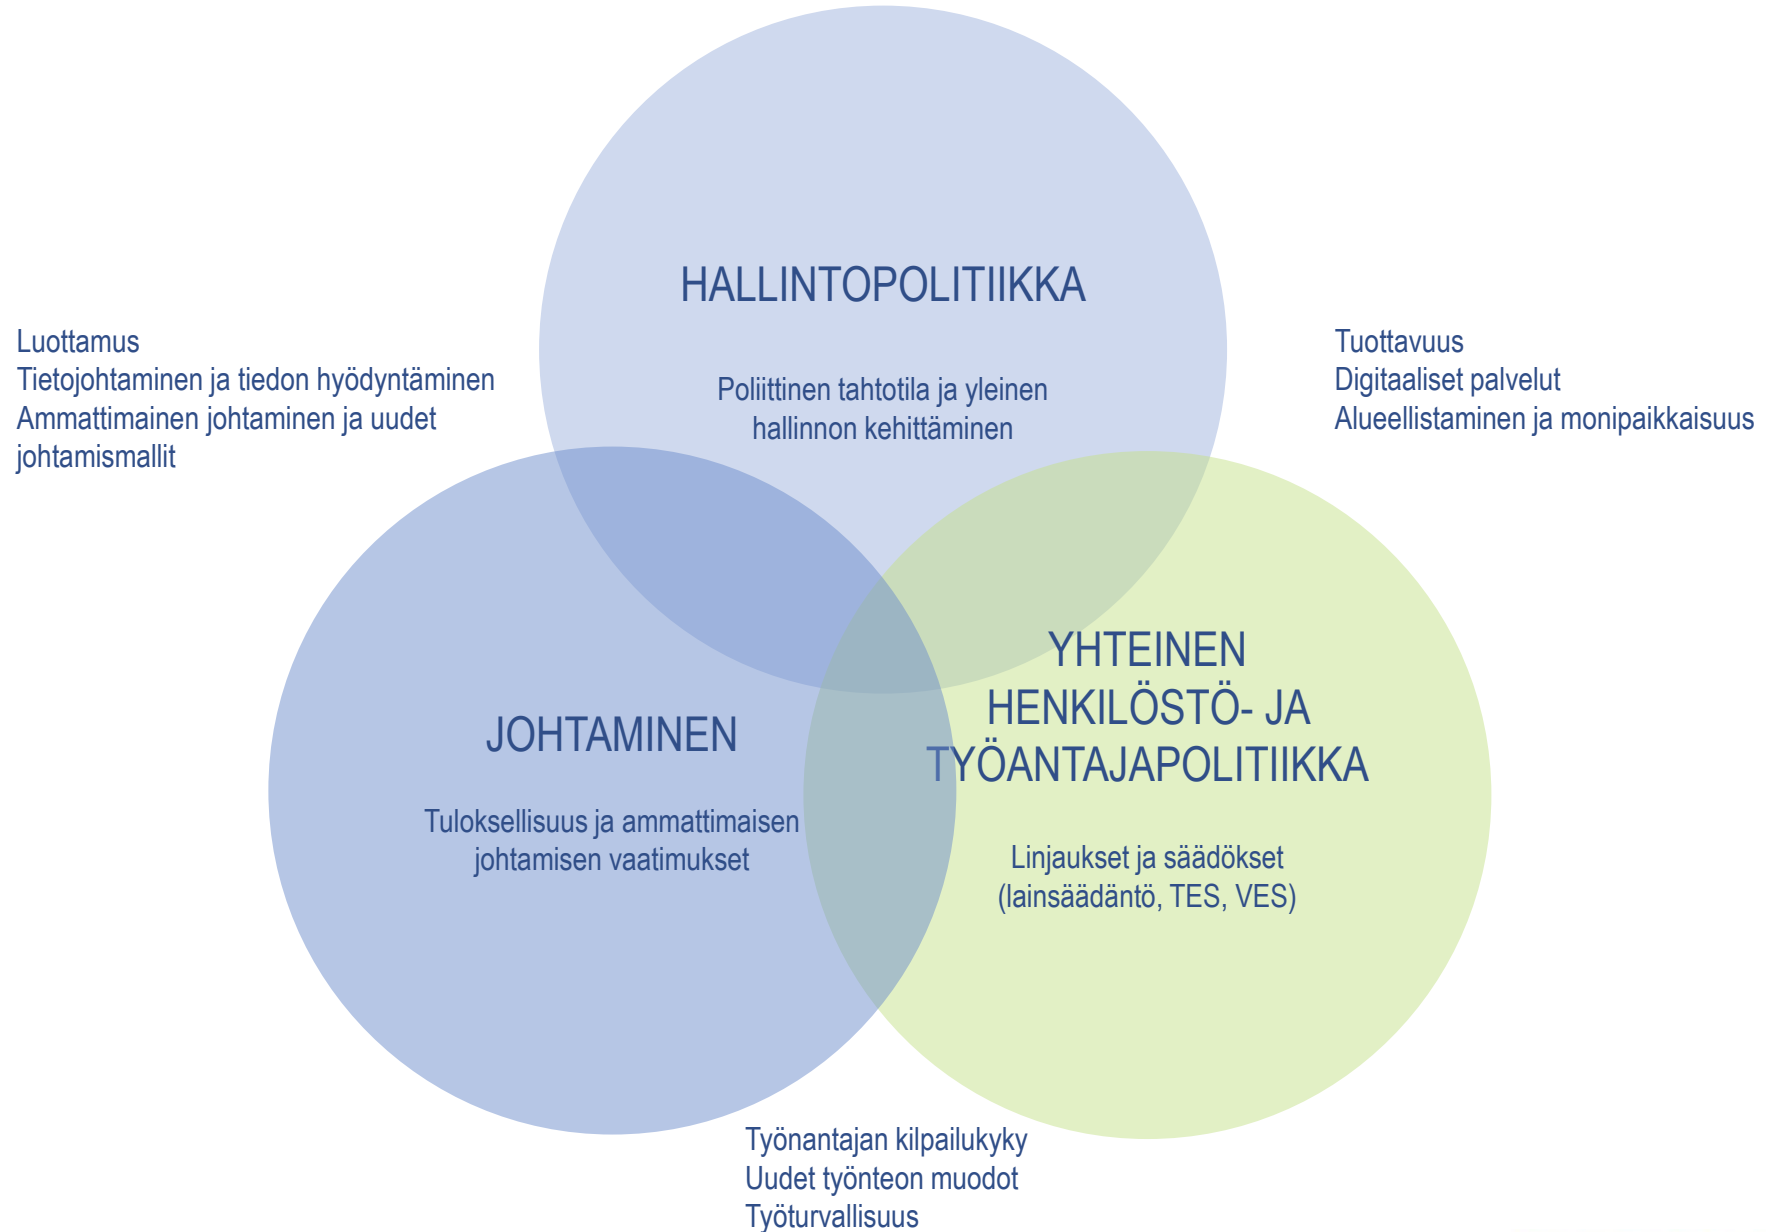 HALLINTOPOLITIIKKA
Poliittinen tahtotila ja yleinen
hallinnon kehittäminen
Luottamus
Tietojohtaminen ja tiedon hyödyntäminen
Ammattimainen johtaminen ja uudet
johtamismallit
Tuottavuus
Digitaaliset palvelut
Alueellistaminen ja monipaikkaisuus
JOHTAMINEN
Tuloksellisuus ja ammattimaisen
johtamisen vaatimukset
YHTEINEN
HENKILÖSTÖ- JA
TYÖANTAJAPOLITIIKKA
Linjaukset ja säädökset
(lainsäädäntö, TES, VES)
Työnantajan kilpailukyky
Uudet työnteon muodot
Työturvallisuus